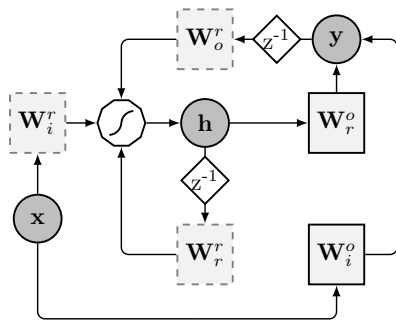 W_o^r z^{-1} y
W_i^r h W_r^o
z^{-1}
x W_r^r W_i^o